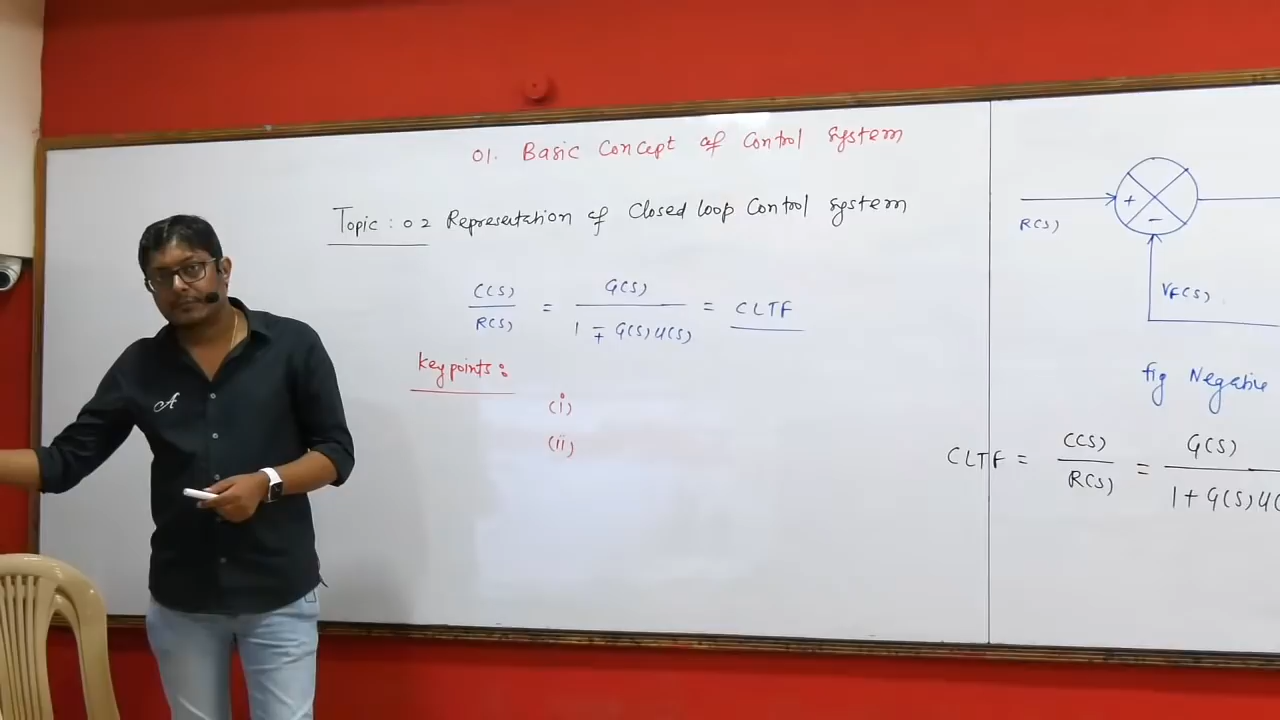 01. Basic Concept of Control System
Topic : 02 Representation of Closed loop Control system
C(S)
R(S)
=
G(S)
1 ∓ G(S)H(S)
= CLTF
Key points:
(i)
(ii)
A
+
−
R(S)
VF(S)
fig Negative
CLTF = C(S)
R(S)
= G(S)
1 + G(S)H(